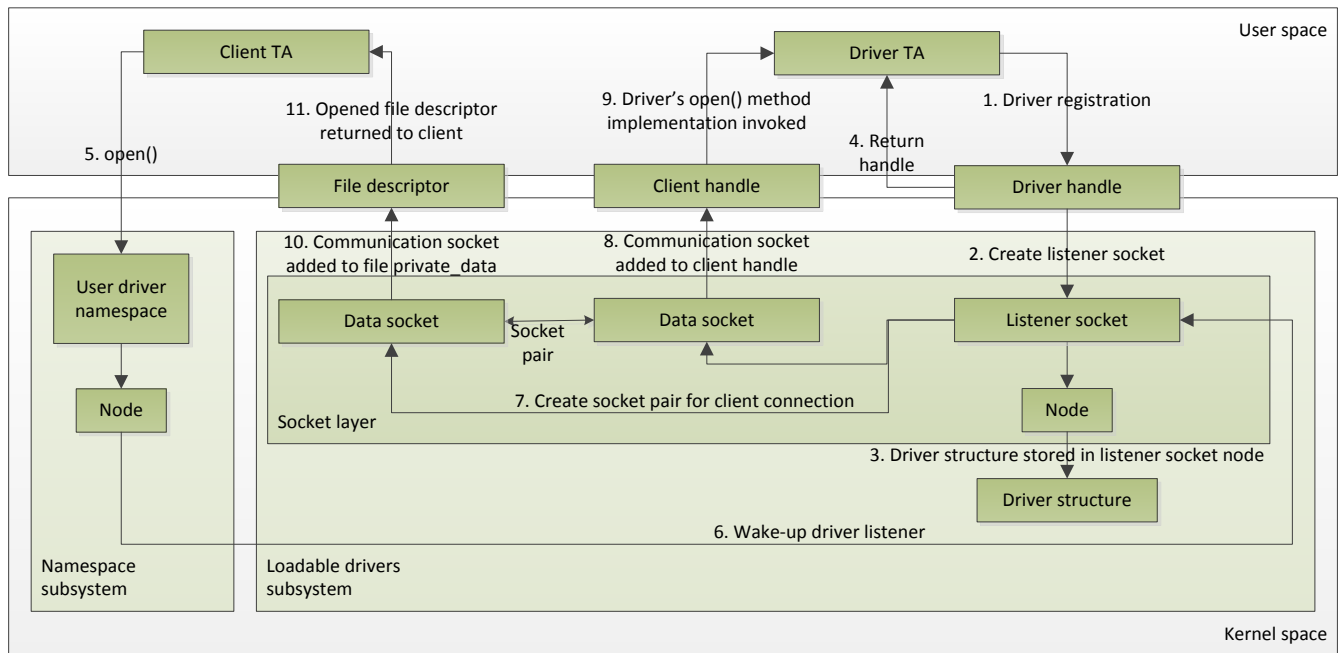 User space
Client TA
Driver TA
9. Driver's open() method
implementation invoked
1. Driver registration
11. Opened file descriptor
returned to client
5. open()
4. Return
handle
File descriptor
Client handle
Driver handle
10. Communication socket
added to file private_data
8. Communication socket
added to client handle
2. Create listener socket
User driver
namespace
Data socket
Socket
pair
Data socket
Listener socket
Node
7. Create socket pair for client connection
Node
Socket layer
3. Driver structure stored in listener socket node
Driver structure
6. Wake-up driver listener
Namespace
subsystem
Loadable drivers
subsystem
Kernel space